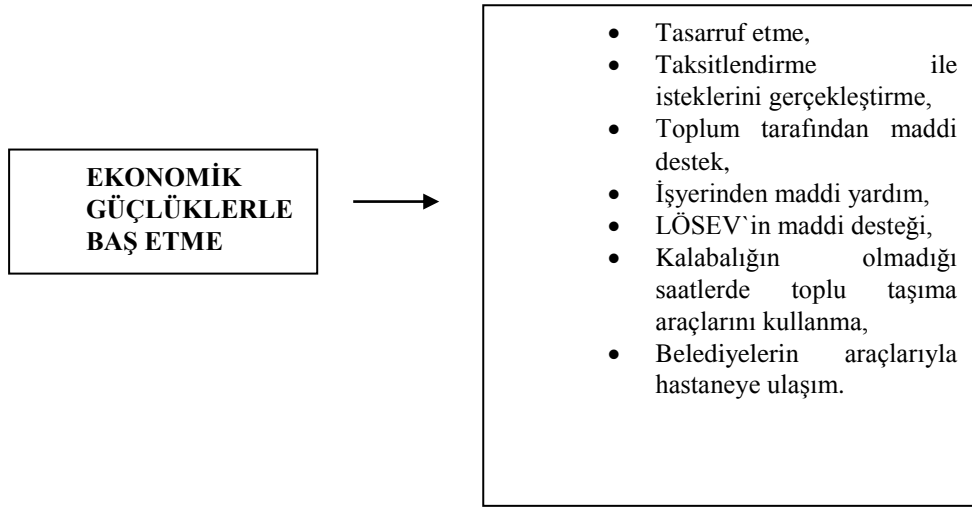 EKONOMİK
GÜÇLÜKLERLE
BAŞ ETME
• Tasarruf etme,
• Taksitlendirme ile
isteklerini gerçekleştirme,
• Toplum tarafından maddi
destek,
• İşyerinden maddi yardım,
• LÖSEV`in maddi desteği,
• Kalabalığın olmadığı
saatlerde toplu taşıma
araçlarını kullanma,
• Belediyelerin araçlarıyla
hastaneye ulaşım.